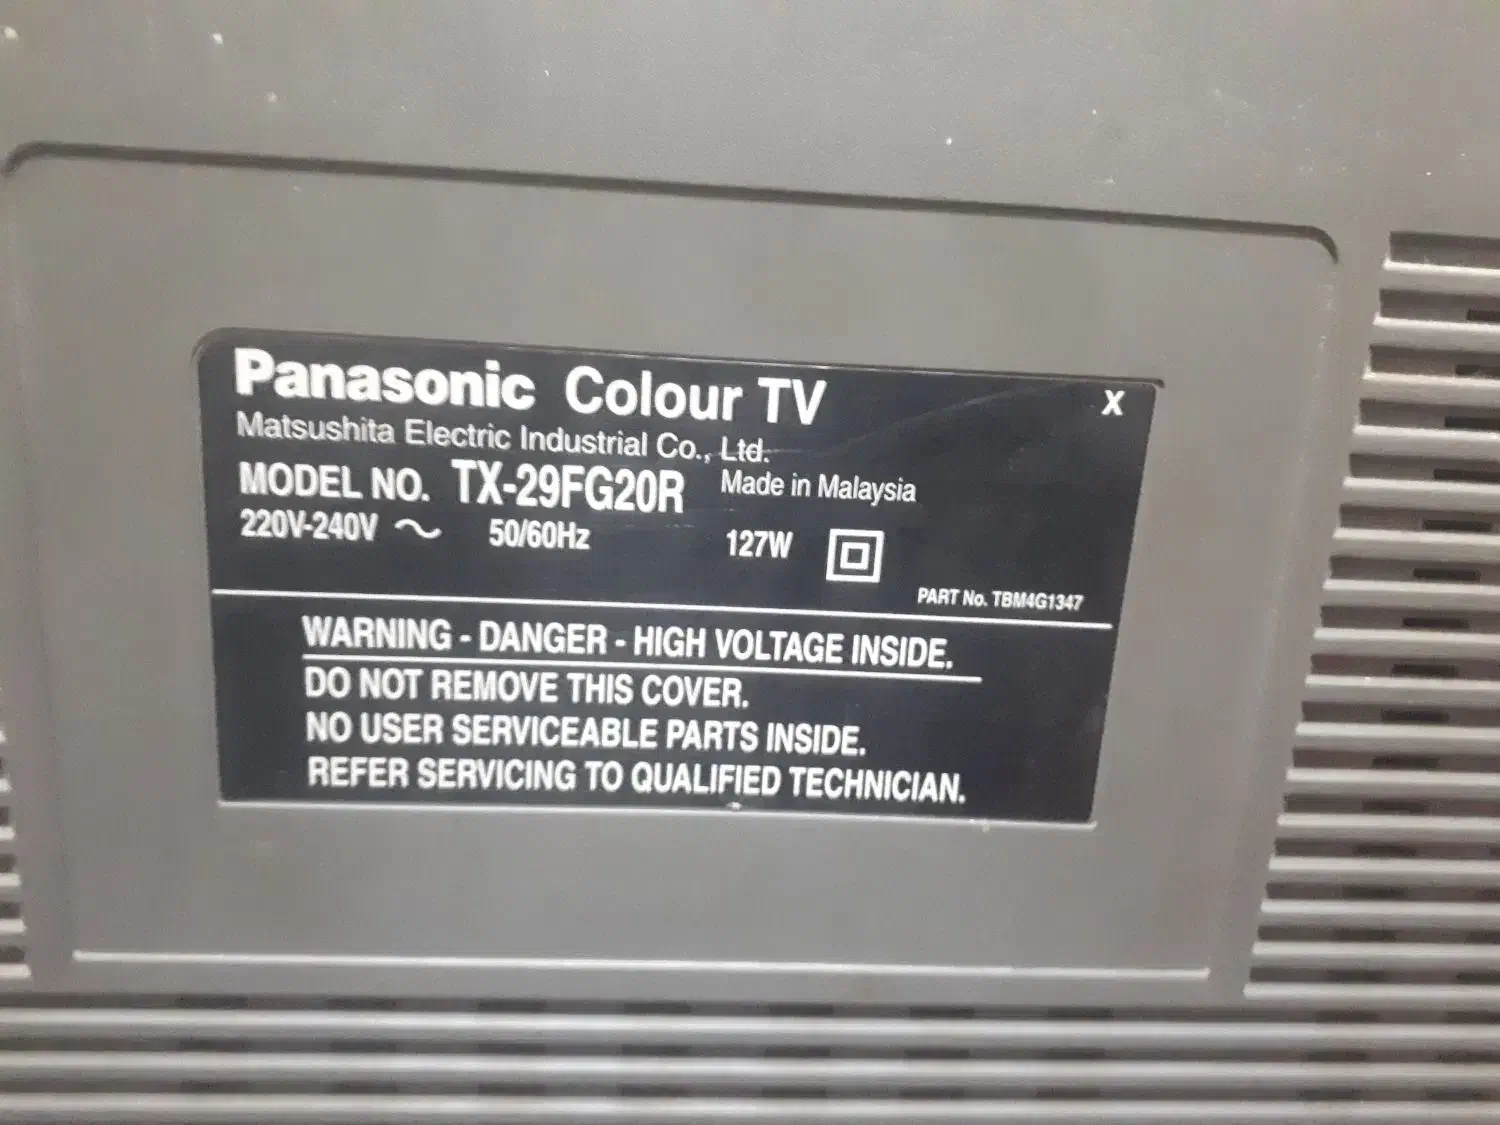 Panasonic Colour TV X
Matsushita Electric Industrial Co., Ltd.
MODEL NO. TX-29FG20R Made in Malaysia
220V-240V ~ 50/60Hz 127W
PART No. TBM4G1347
WARNING - DANGER - HIGH VOLTAGE INSIDE.
DO NOT REMOVE THIS COVER.
NO USER SERVICEABLE PARTS INSIDE.
REFER SERVICING TO QUALIFIED TECHNICIAN.